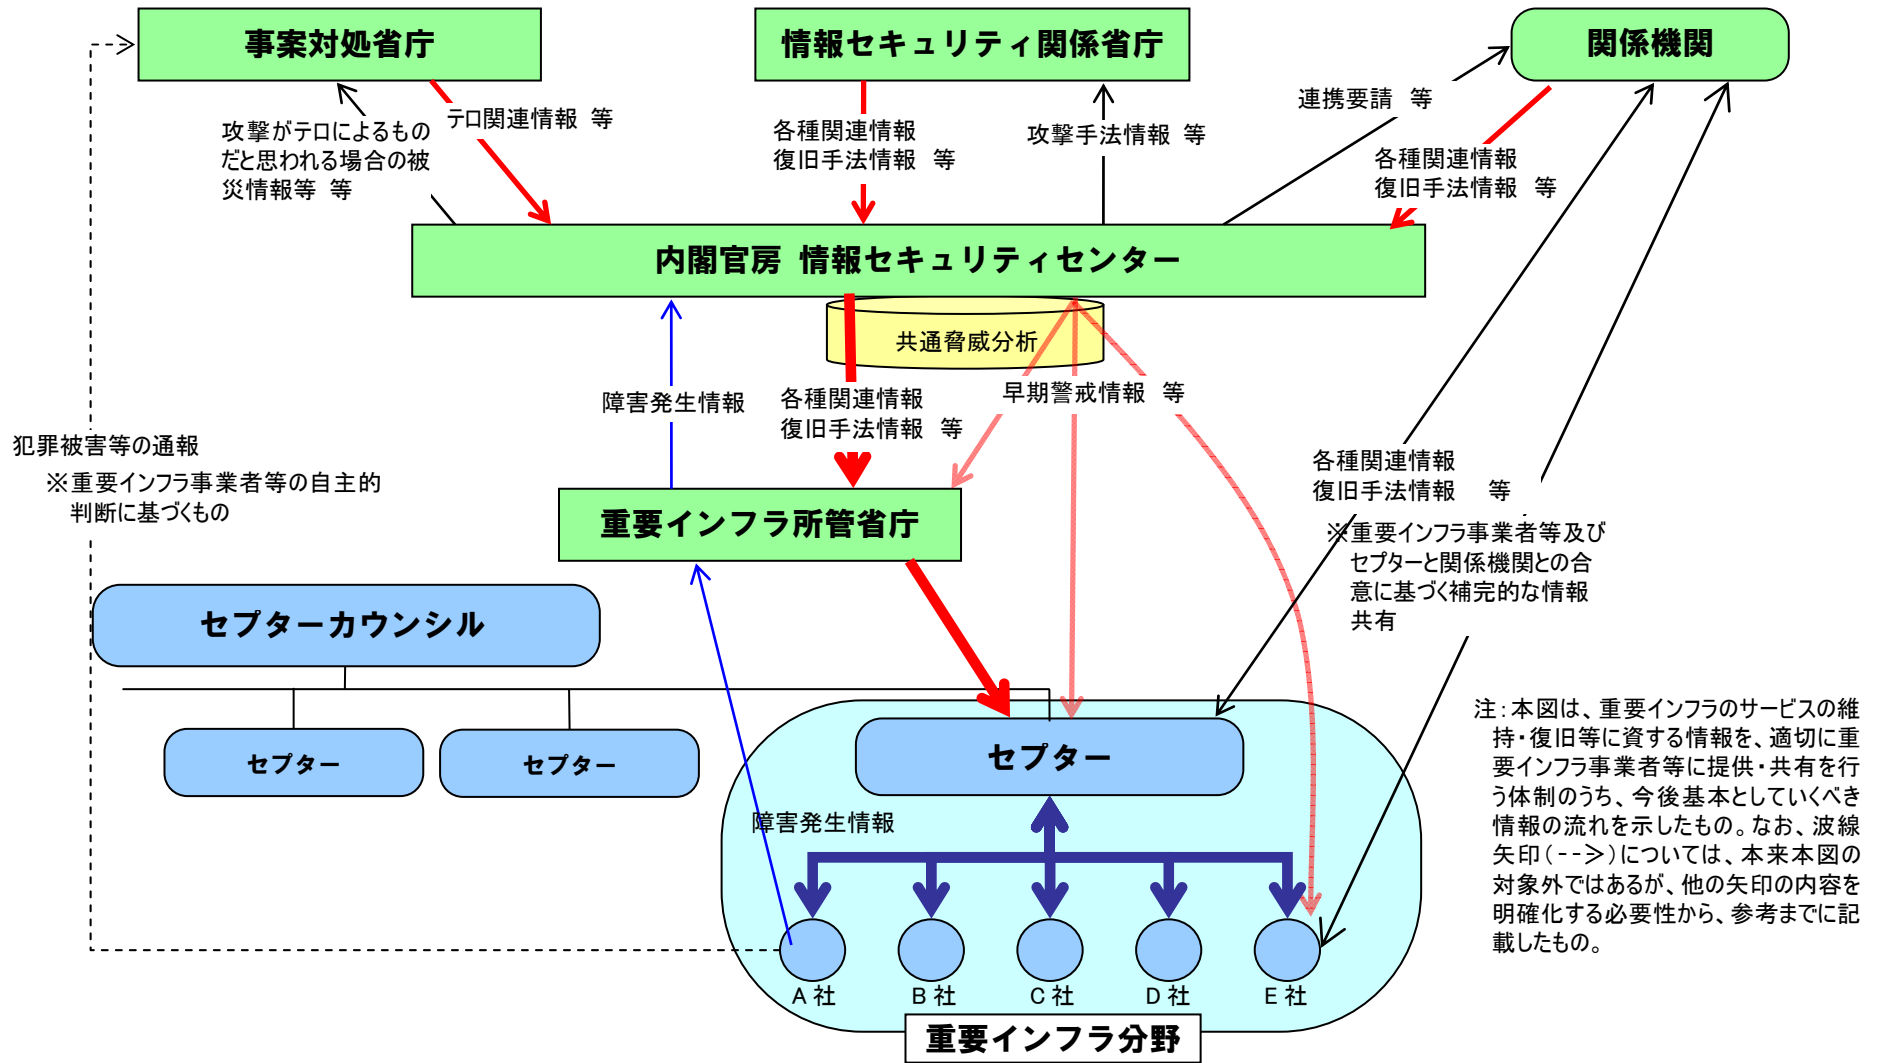 事案対処省庁
情報セキュリティ関係省庁
関係機関
攻撃がテロによるもの
だと思われる場合の被
災情報等 等
テロ関連情報 等
各種関連情報
復旧手法情報 等
攻撃手法情報 等
連携要請 等
各種関連情報
復旧手法情報 等
内閣官房 情報セキュリティセンター
共通脅威分析
障害発生情報
各種関連情報
復旧手法情報 等
早期警戒情報 等
犯罪被害等の通報
※重要インフラ事業者等の自主的
判断に基づくもの
各種関連情報
復旧手法情報 等
※重要インフラ事業者等及び
セプターと関係機関との合
意に基づく補完的な情報
共有
重要インフラ所管省庁
セプターカウンシル
セプター
セプター
セプター
障害発生情報
A 社
B 社
C 社
D 社
E 社
重要インフラ分野
注：本図は、重要インフラのサービスの維
持・復旧等に資する情報を、適切に重
要インフラ事業者等に提供・共有を行
う体制のうち、今後基本としていくべき
情報の流れを示したもの。なお、波線
矢印（-->）については、本来本図の
対象外ではあるが、他の矢印の内容を
明確化する必要性から、参考までに記
載したもの。